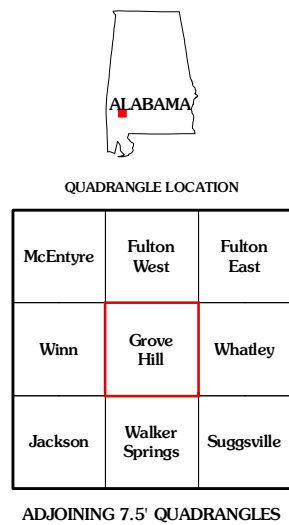 ALABAMA
QUADRANGLE LOCATION
McEntyre
Fulton
West
Fulton
East
Winn
Grove
Hill
Whatley
Jackson
Walker
Springs
Suggsville
ADJOINING 7.5' QUADRANGLES